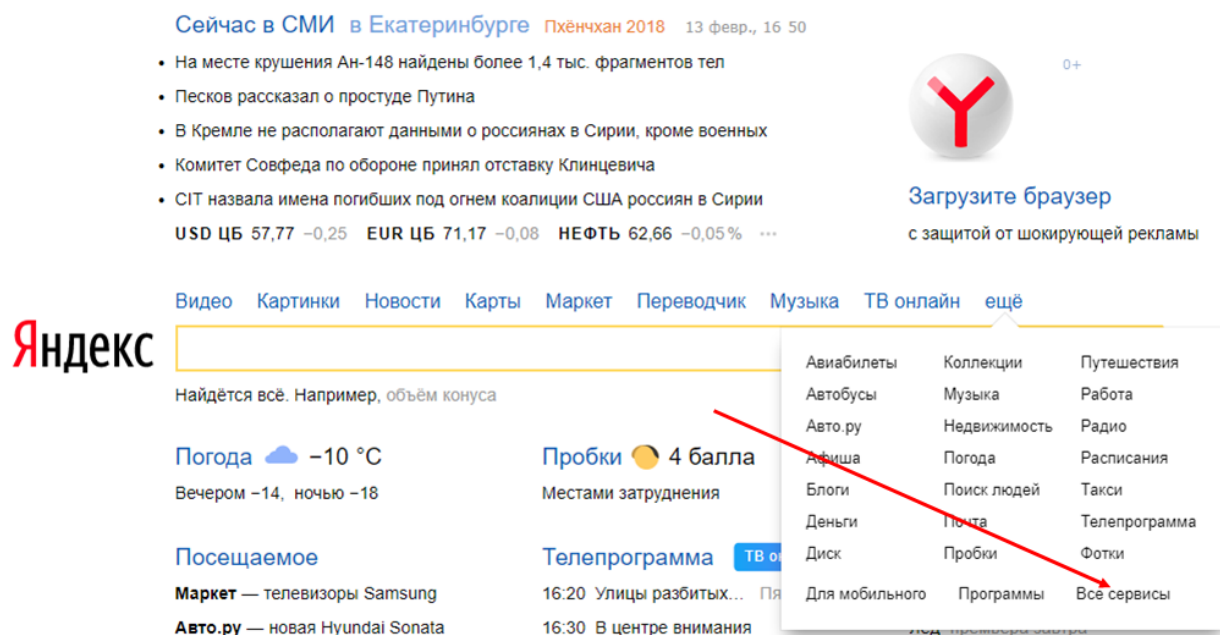 Сейчас в СМИ в Екатеринбурге Пхёнчхан 2018 13 февр., 16 50
На месте крушения Ан-148 найдены более 1,4 тыс. фрагментов тел
0+
Песков рассказал о простуде Путина
В Кремле не располагают данными о россиянах в Сирии, кроме военных
Комитет Совфеда по обороне принял отставку Клинцевича
CIT назвала имена погибших под огнем коалиции США россиян в Сирии
Загрузите браузер
USD ЦБ 57,77 −0,25 EUR ЦБ 71,17 −0,08 НЕФТЬ 62,66 −0,05% ···
с защитой от шокирующей рекламы
Видео Картинки Новости Карты Маркет Переводчик Музыка ТВ онлайн ещё
Яндекс
Найдётся всё. Например, объём конуса
Авиабилеты Коллекции Путешествия
Автобусы Музыка Работа
Авто.ру Недвижимость Радио
Афиша Погода Расписания
Блоги Поиск людей Такси
Деньги Почта Телепрограмма
Диск Пробки Фотки
Для мобильного Программы Все сервисы
Погода −10 °C
Вечером −14, ночью −18
Пробки 4 балла
Местами затруднения
Посещаемое
Маркет — телевизоры Samsung
Авто.ру — новая Hyundai Sonata
Телепрограмма ТВ
16:20 Улицы разбитых...
16:30 В центре внимания